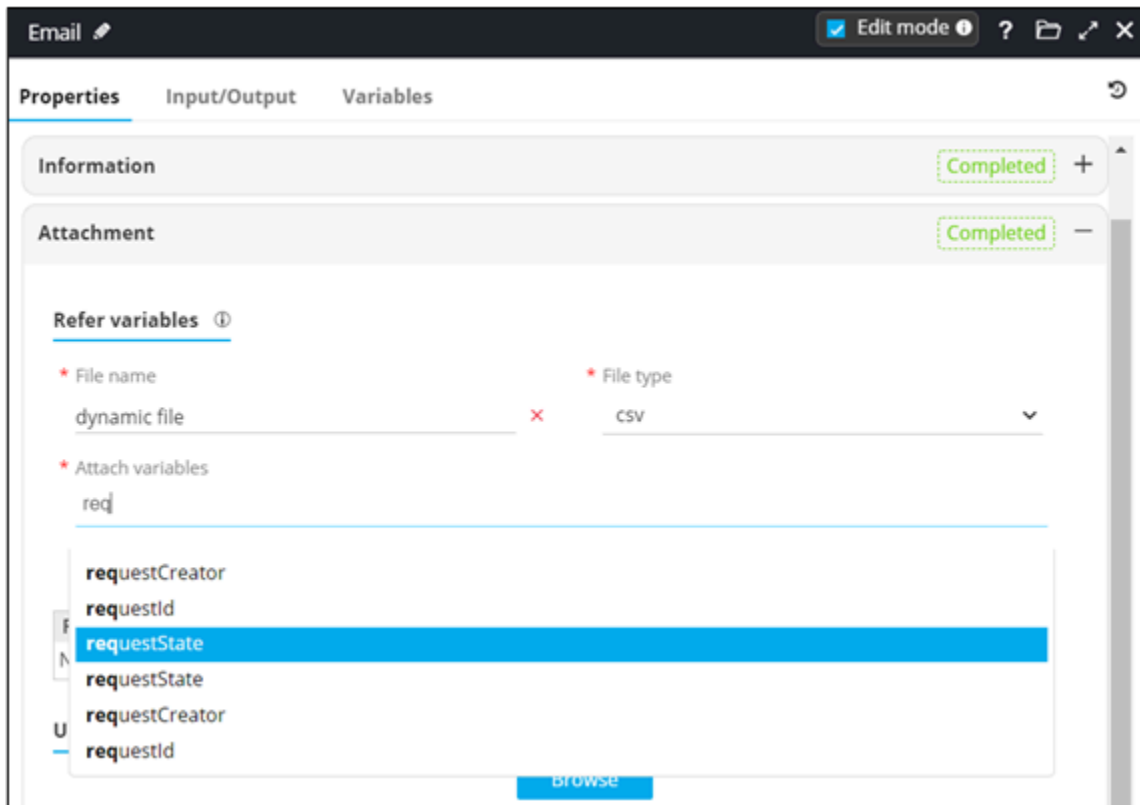 Email
Edit mode
?
Properties Input/Output Variables
Information Completed
Attachment Completed
Refer variables
* File name * File type
dynamic file csv
* Attach variables
req
requestCreator
requestId
requestState
requestState
requestCreator
requestId
Browse